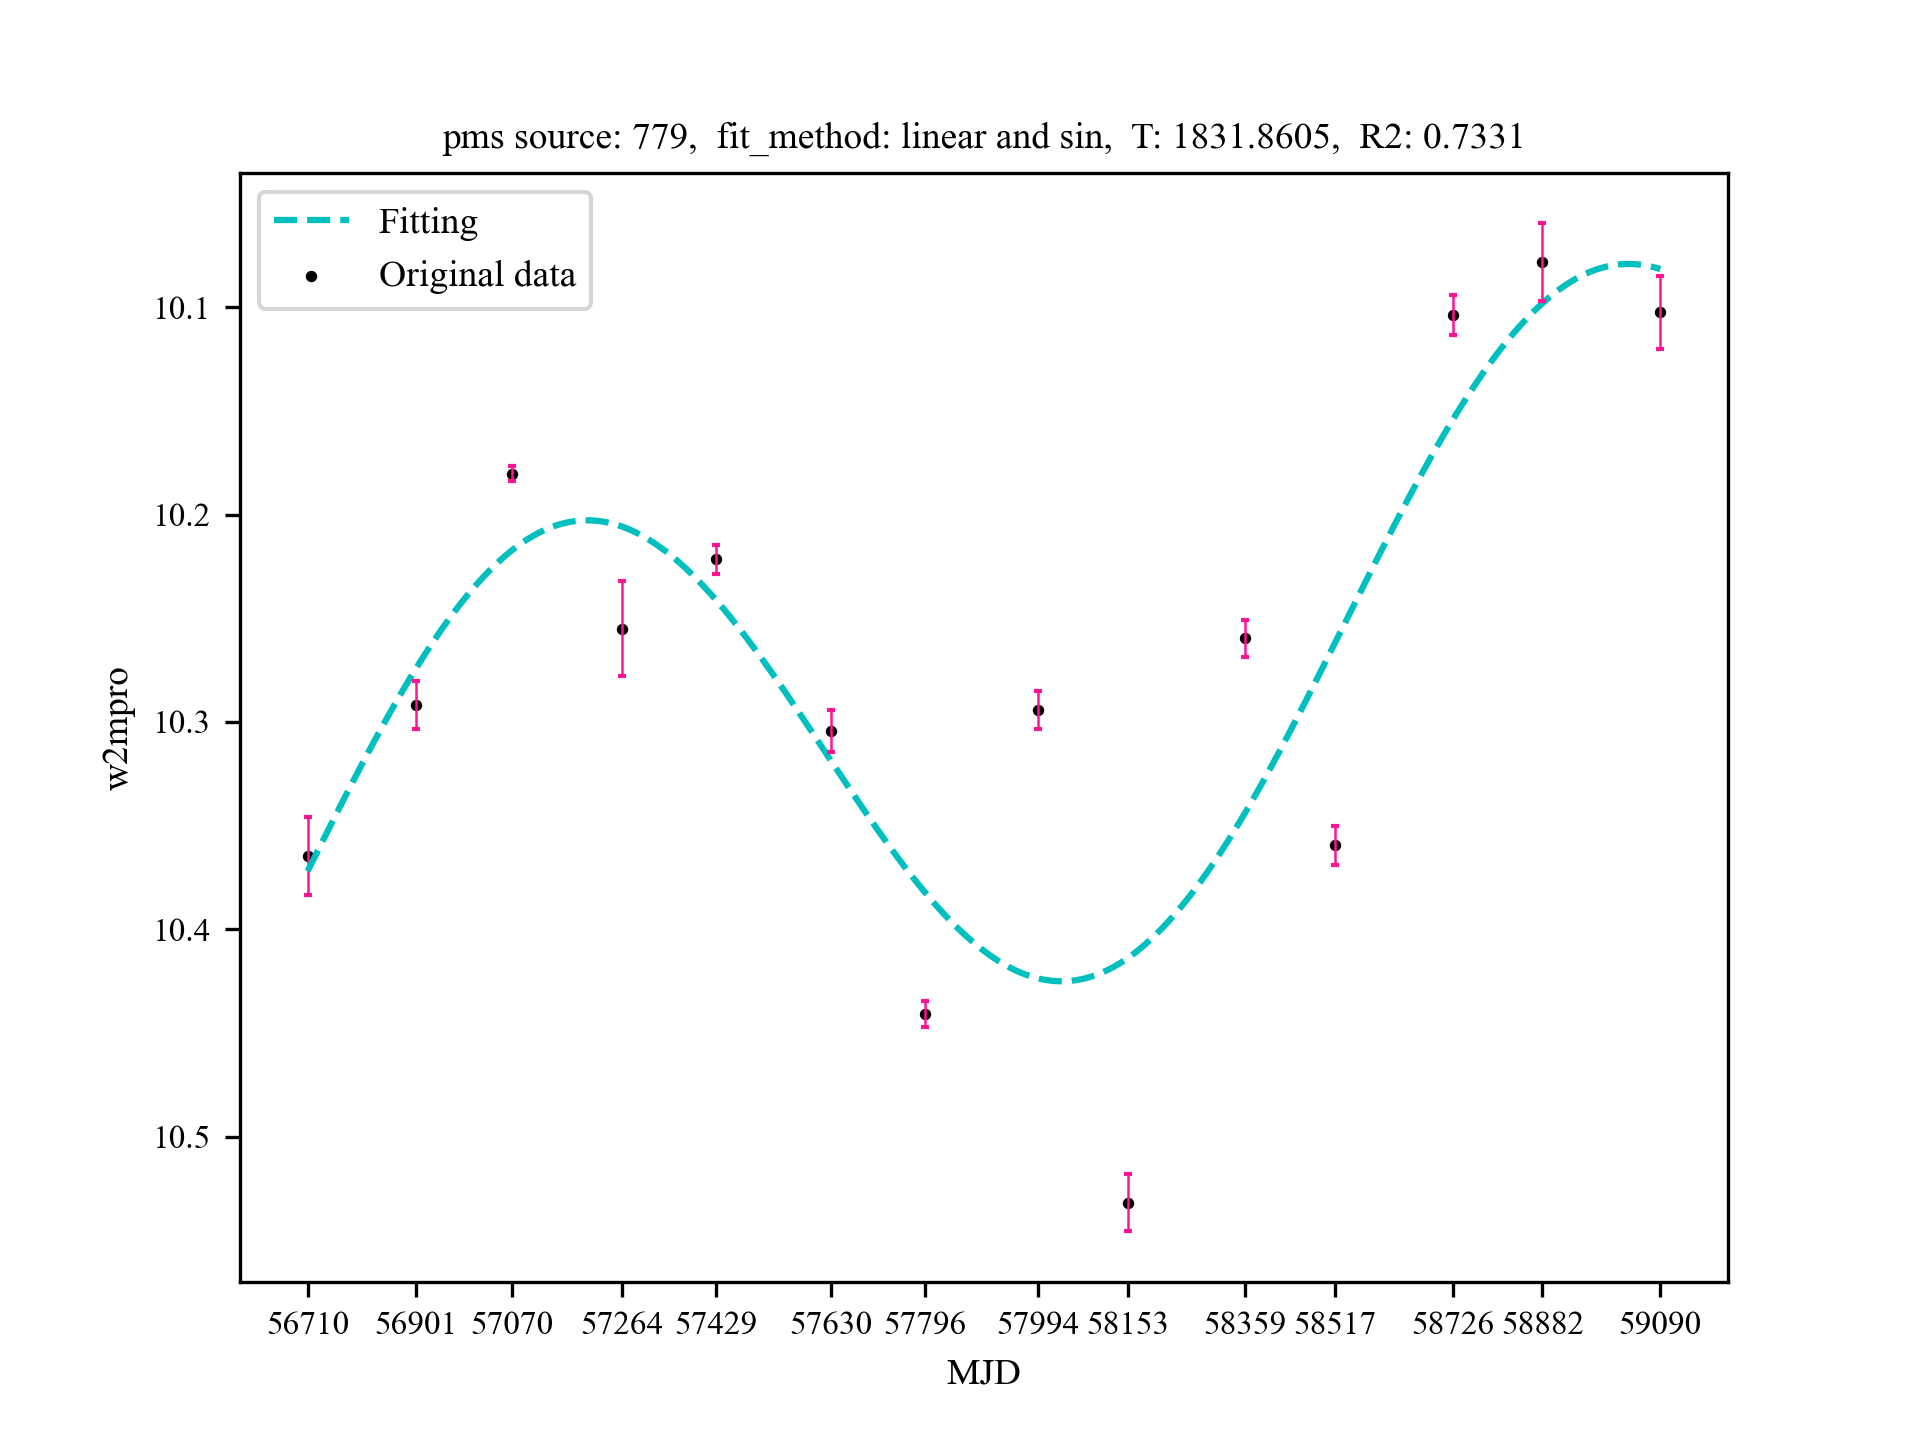 pms source: 779,  fit_method: linear and sin,  T: 1831.8605,  R2: 0.7331
Fitting
Original data
10.1
10.2
10.3
10.4
10.5
w2mpro
56710 56901 57070 57264 57429 57630 57796 57994 58153 58359 58517 58726 58882 59090
MJD